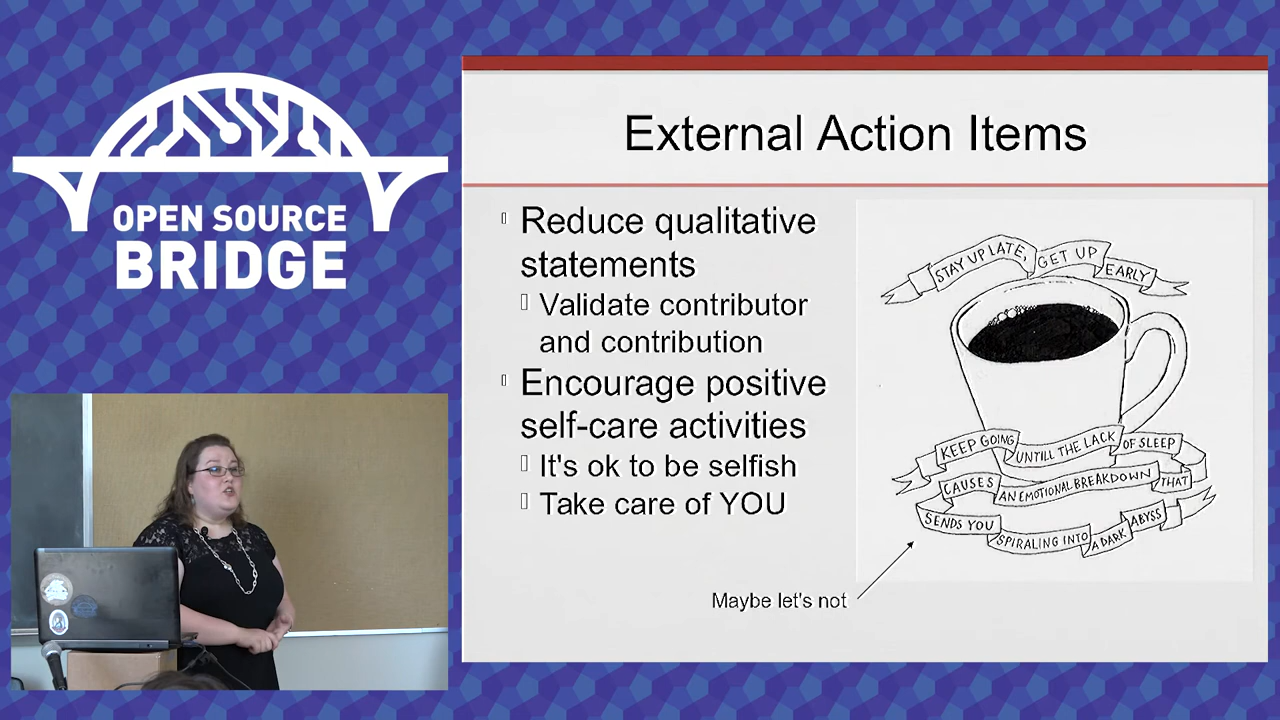 OPEN SOURCE
BRIDGE
External Action Items
Reduce qualitative
statements
Validate contributor
and contribution
Encourage positive
self-care activities
It's ok to be selfish
Take care of YOU
STAY UP LATE, GET UP EARLY
KEEP GOING UNTILL THE LACK OF SLEEP
CAUSES AN EMOTIONAL BREAKDOWN THAT
SENDS YOU SPIRALING INTO A DARK ABYSS
Maybe let's not